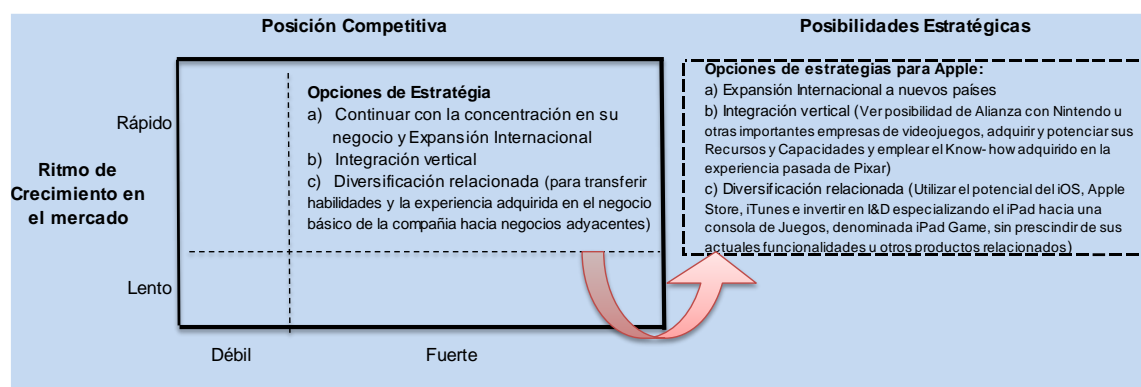 Posición Competitiva
Posibilidades Estratégicas
Rápido
Ritmo de
Crecimiento en
el mercado
Lento
Opciones de Estratégia
a) Continuar con la concentración en su
negocio y Expansión Internacional
b) Integración vertical
c) Diversificación relacionada (para transferir
habilidades y la experiencia adquirida en el negocio
básico de la compañia hacia negocios adyacentes)
Débil
Fuerte
Opciones de estrategias para Apple:
a) Expansión Internacional a nuevos países
b) Integración vertical (Ver posibilidad de Alianza con Nintendo u
otras importantes empresas de videojuegos, adquirir y potenciar sus
Recursos y Capacidades y emplear el Know- how adquirido en la
experiencia pasada de Pixar)
c) Diversificación relacionada (Utilizar el potencial del iOS, Apple
Store, iTunes e invertir en I&D especializando el iPad hacia una
consola de Juegos, denominada iPad Game, sin prescindir de sus
actuales funcionalidades u otros productos relacionados)